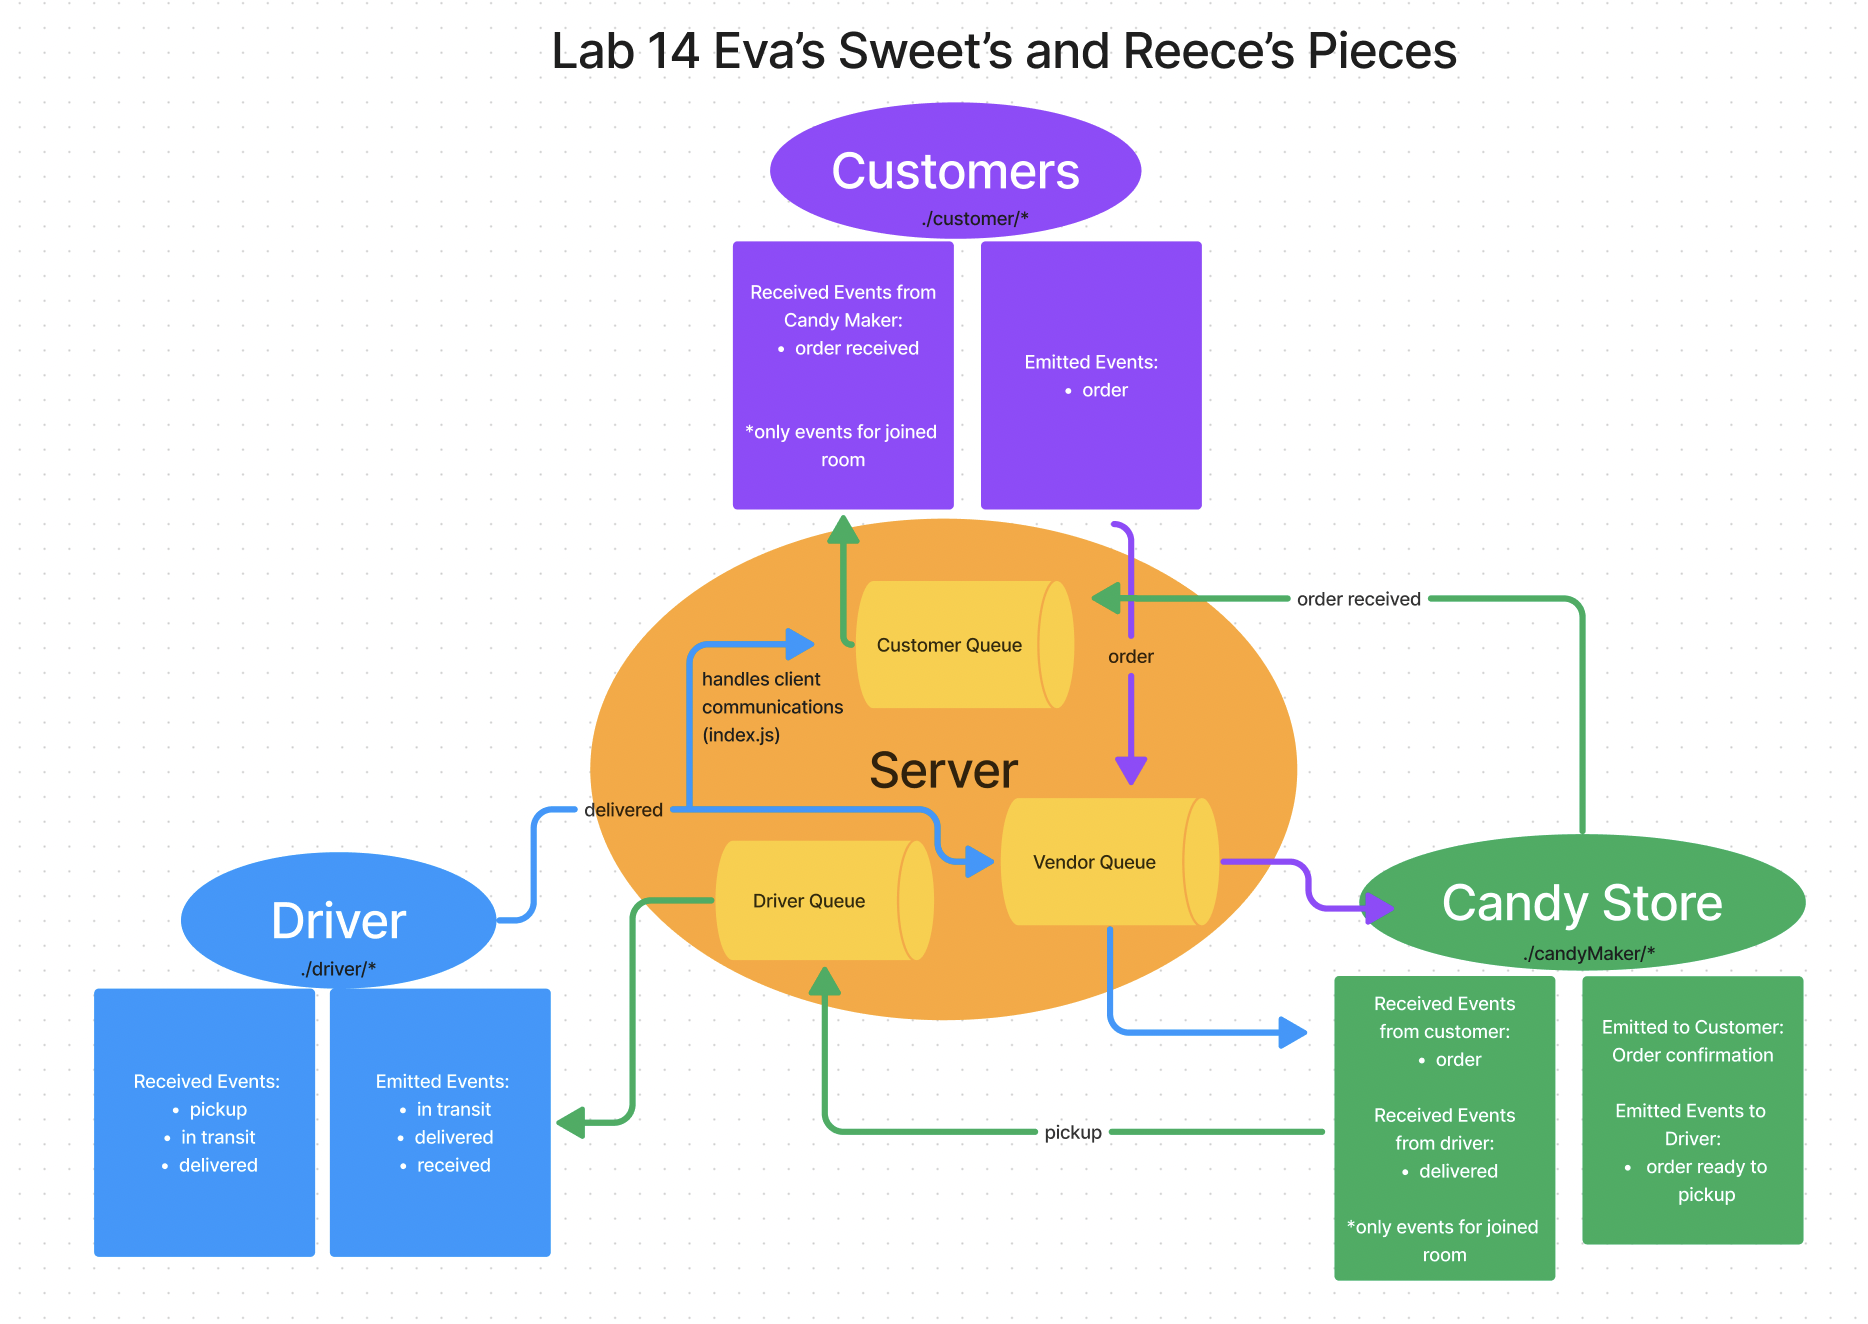 Lab 14 Eva’s Sweet’s and Reece’s Pieces
Customers
./customer/*
Received Events from
Candy Maker:
• order received
*only events for joined
room
Emitted Events:
• order
order received
Customer Queue
order
handles client
communications
(index.js)
Server
delivered
Vendor Queue
Driver Queue
Driver
./driver/*
Received Events:
• pickup
• in transit
• delivered
Emitted Events:
• in transit
• delivered
• received
pickup
Candy Store
./candyMaker/*
Received Events
from customer:
• order
Received Events
from driver:
• delivered
*only events for joined
room
Emitted to Customer:
Order confirmation
Emitted Events to
Driver:
• order ready to
pickup